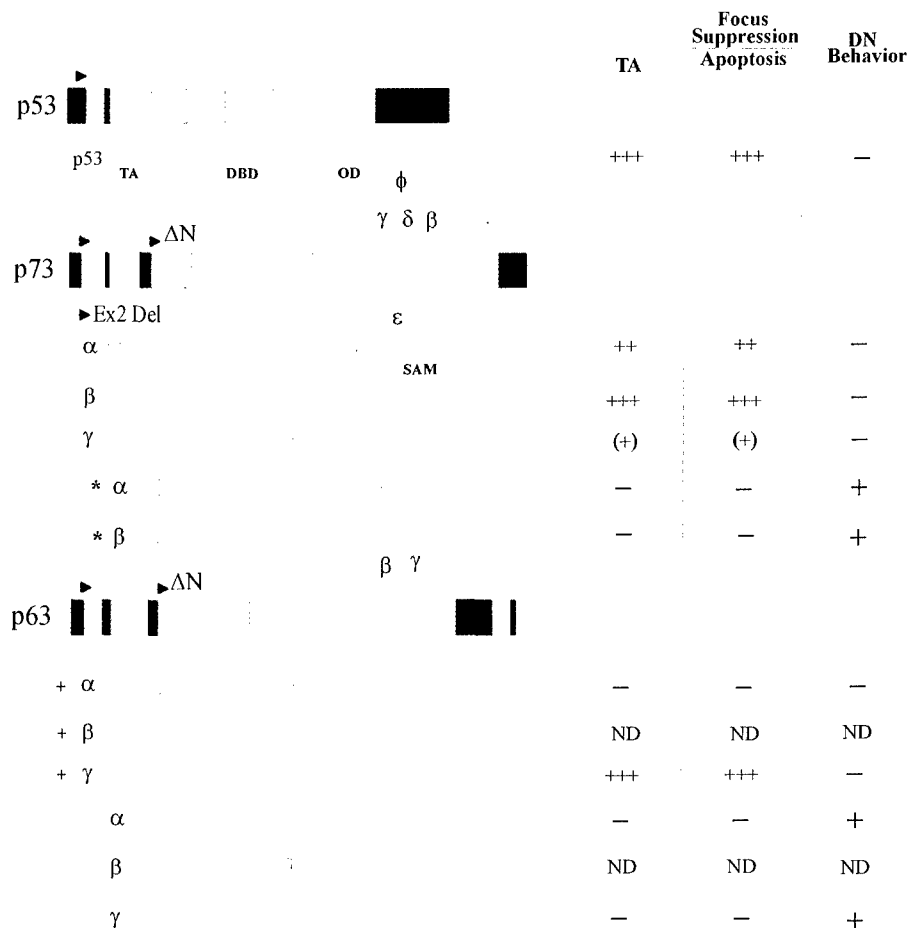 Focus
Suppression
TA Apoptosis DN Behavior
p53
p53 +++ +++ −
TA DBD OD ϕ
γ δ β
ΔN
p73
Ex2 Del ε
α ++ ++ −
SAM
β +++ +++ −
γ (+) (+) −
* α − − +
* β − − +
β γ
ΔN
p63
+ α − − −
+ β ND ND ND
+ γ +++ +++ −
α − − +
β ND ND ND
γ − − +